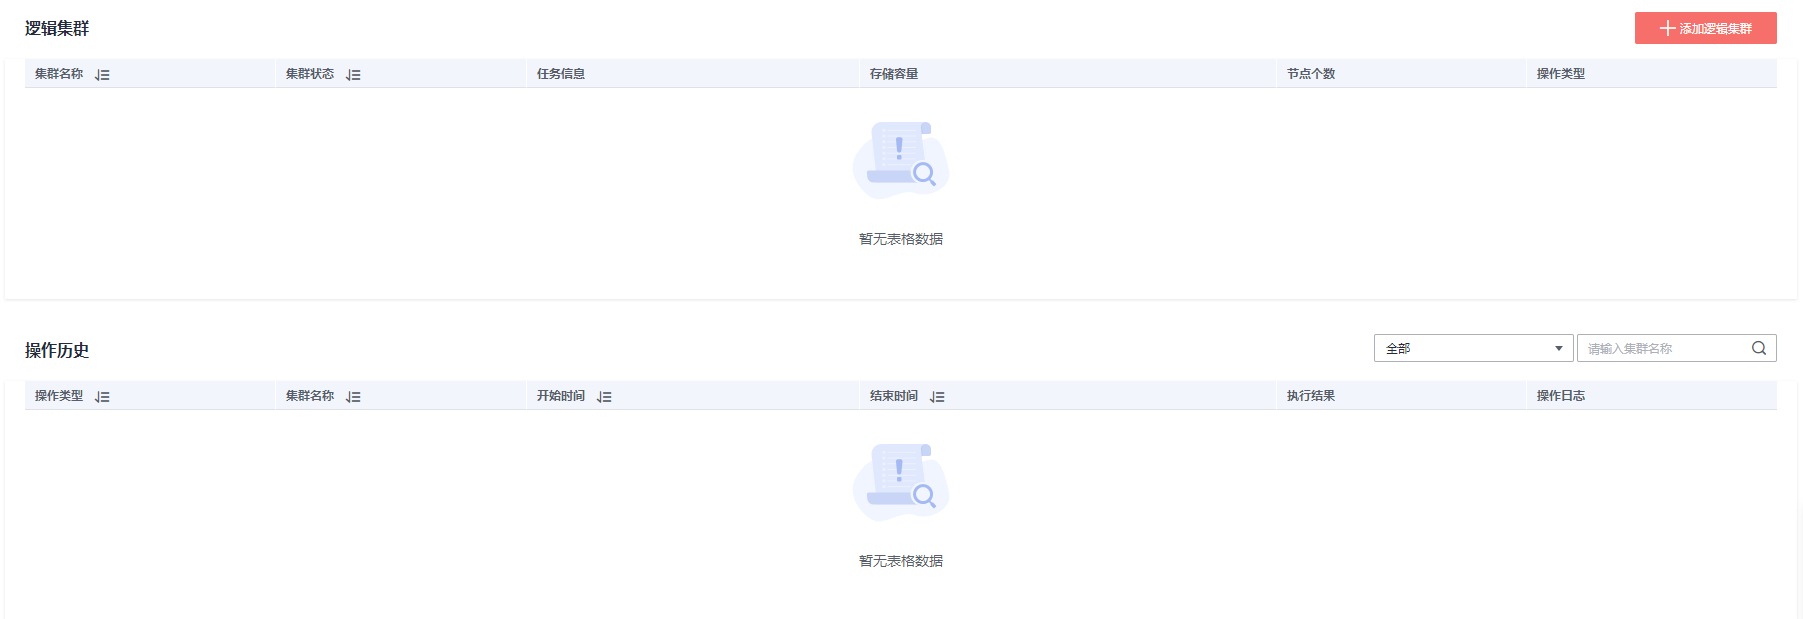 逻辑集群
添加逻辑集群
集群名称 集群状态 任务信息 存储容量 节点个数 操作类型
暂无表格数据
操作历史
全部 请输入集群名称
操作类型 集群名称 开始时间 结束时间 执行结果 操作日志
暂无表格数据